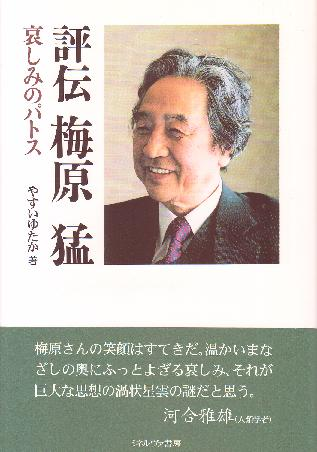 評伝 梅原 猛
哀しみのパトス
やすいゆたか 著
梅原さんの笑顔はすてきだ。温かいまな
ざしの奥にふっとよぎる哀しみ、それが
巨大な思想の渦状星雲の謎だと思う。
河合雅雄(人類学者)
ミネルヴァ書房